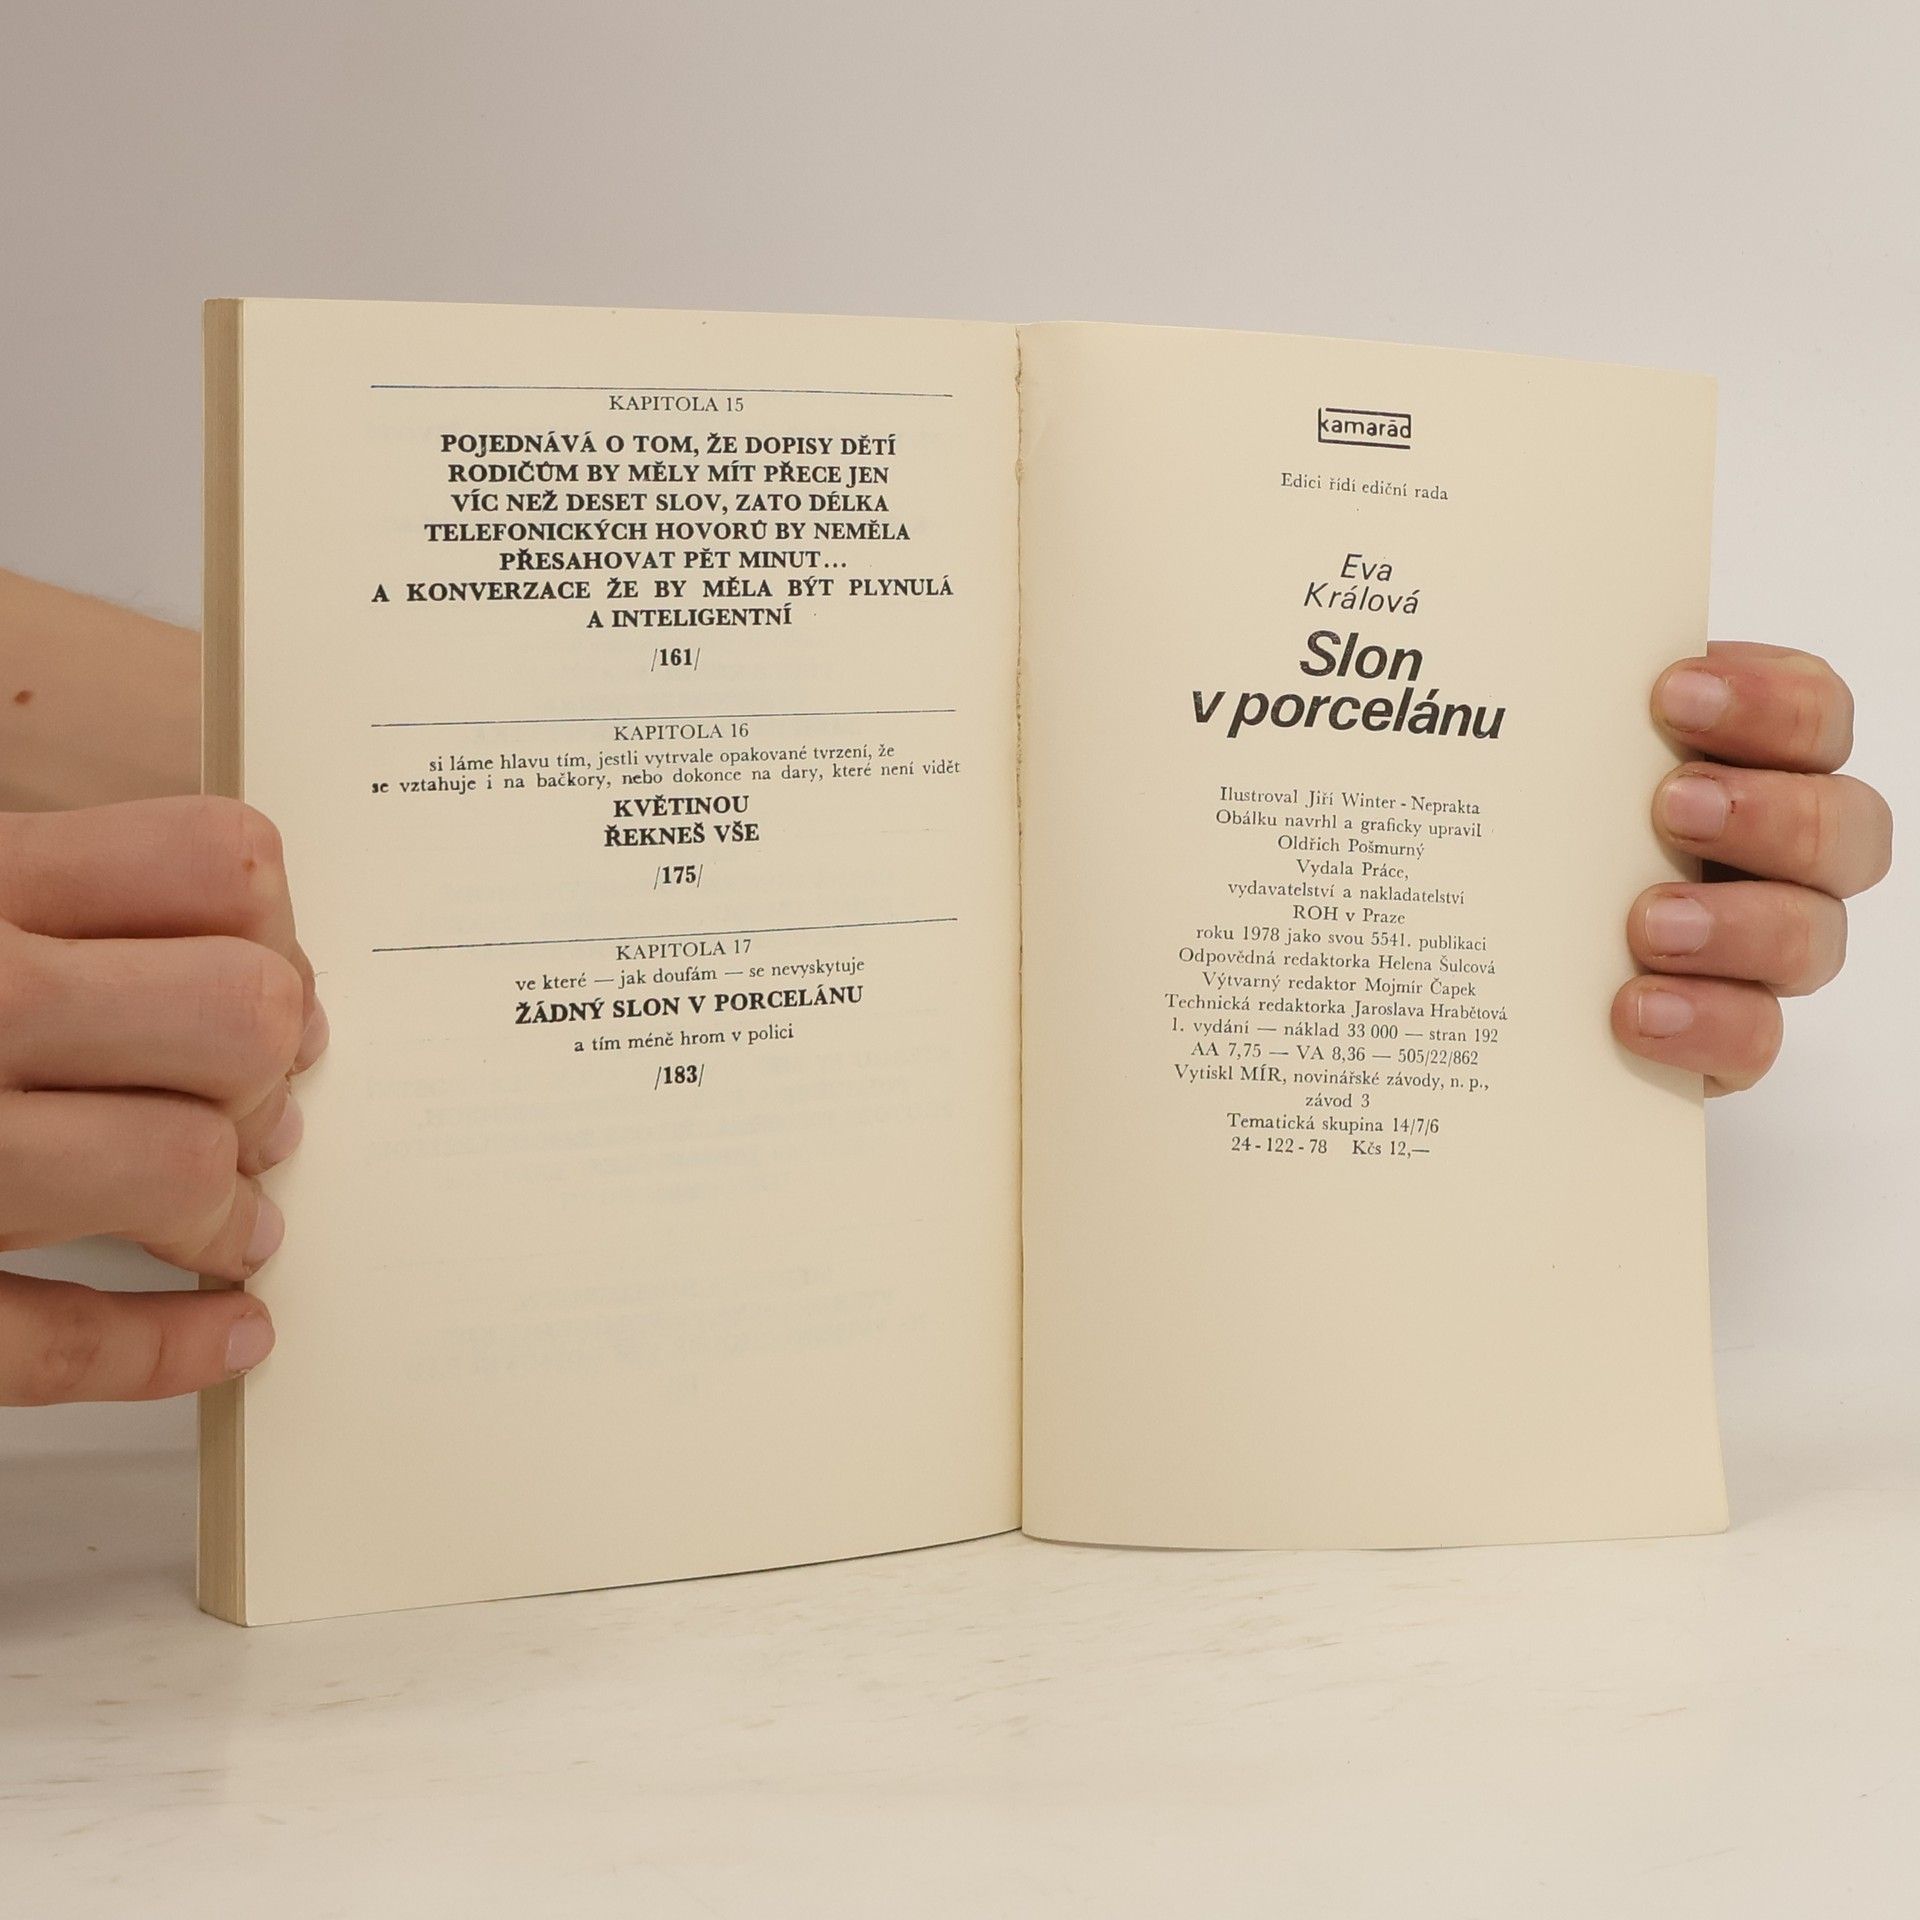 KAPITOLA 15
POJEDNÁVÁ O TOM, ŽE DOPISY DĚTÍ
RODIČŮM BY MĚLY MÍT PŘECE JEN
VÍC NEŽ DESET SLOV, ZATO DÉLKA
TELEFONICKÝCH HOVORŮ BY NEMĚLA
PŘESAHOVAT PĚT MINUT...
A KONVERZACE ŽE BY MĚLA BÝT PLYNULÁ
A INTELIGENTNÍ
/161/
KAPITOLA 16
si láme hlavu tím, jestli vytrvale opakované tvrzení, že
se vztahuje i na bačkory, nebo dokonce na dary, které není vidět
KVĚTINOU
ŘEKNEŠ VŠE
/175/
KAPITOLA 17
ve které — jak doufám — se nevyskytuje
ŽÁDNÝ SLON V PORCELÁNU
a tím méně hrom v polici
/183/
kamarád
Edici řídí ediční rada
Eva
Králová
Slon
v porcelánu
Ilustroval Jiří Winter - Neprakta
Obálku navrhl a graficky upravil
Oldřich Pošmurný
Vydala Práce,
vydavatelství a nakladatelství
ROH v Praze
roku 1978 jako svou 5541. publikaci
Odpovědná redaktorka Helena Šulcová
Výtvarný redaktor Mojmír Čapek
Technická redaktorka Jaroslava Hrabětová
1. vydání — náklad 33 000 — stran 192
AA 7,75 — VA 8,36 — 505/22/862
Vytiskl MÍR, novinářské závody, n. p.,
závod 3
Tematická skupina 14/7/6
24 - 122 - 78 Kčs 12,—